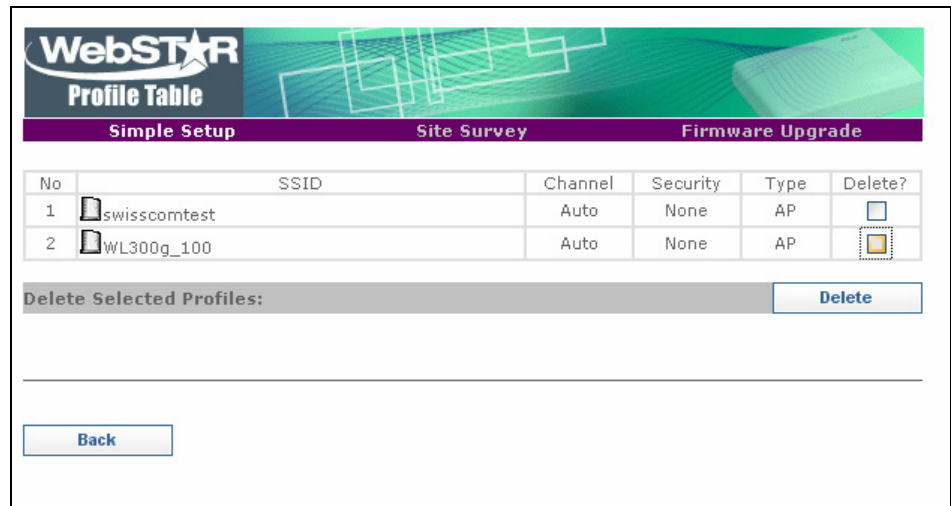 WebSTAR
Profile Table
Simple Setup Site Survey Firmware Upgrade
No SSID Channel Security Type Delete?
1 swisscomtest Auto None AP
2 WL300g_100 Auto None AP
Delete Selected Profiles: Delete
Back